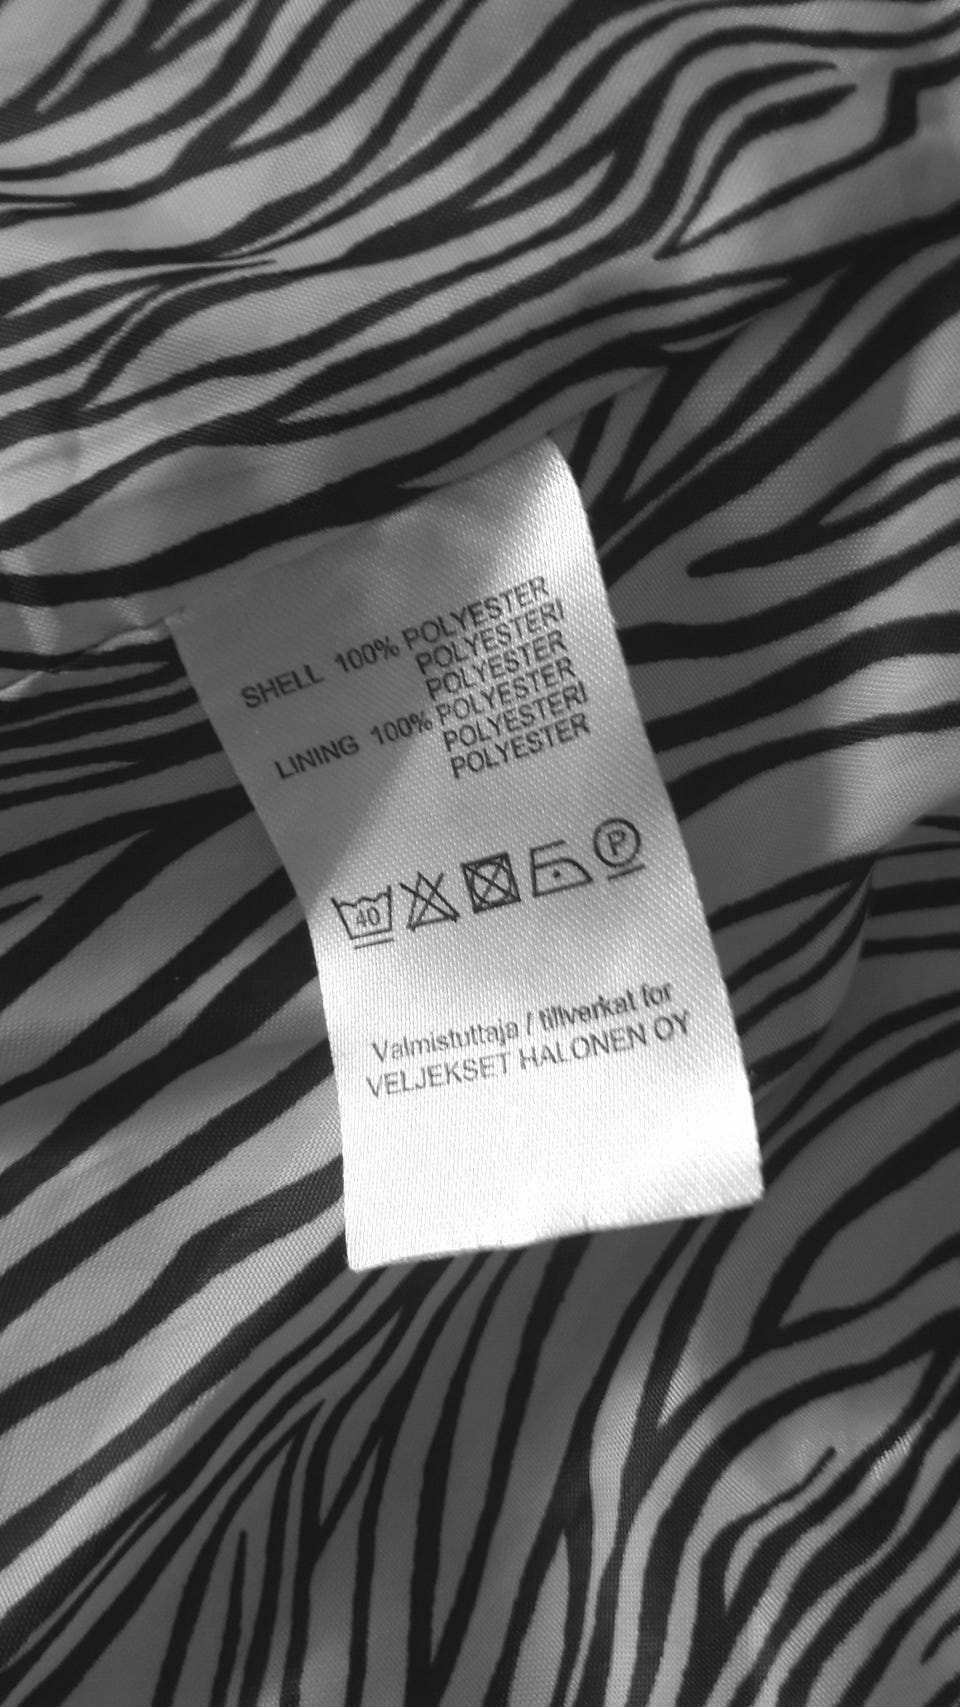 SHELL 100% POLYESTER
POLYESTERI
POLYESTER
LINING 100% POLYESTER
POLYESTERI
POLYESTER
40 P
Valmistuttaja / tillverkat for
VELJEKSET HALONEN OY